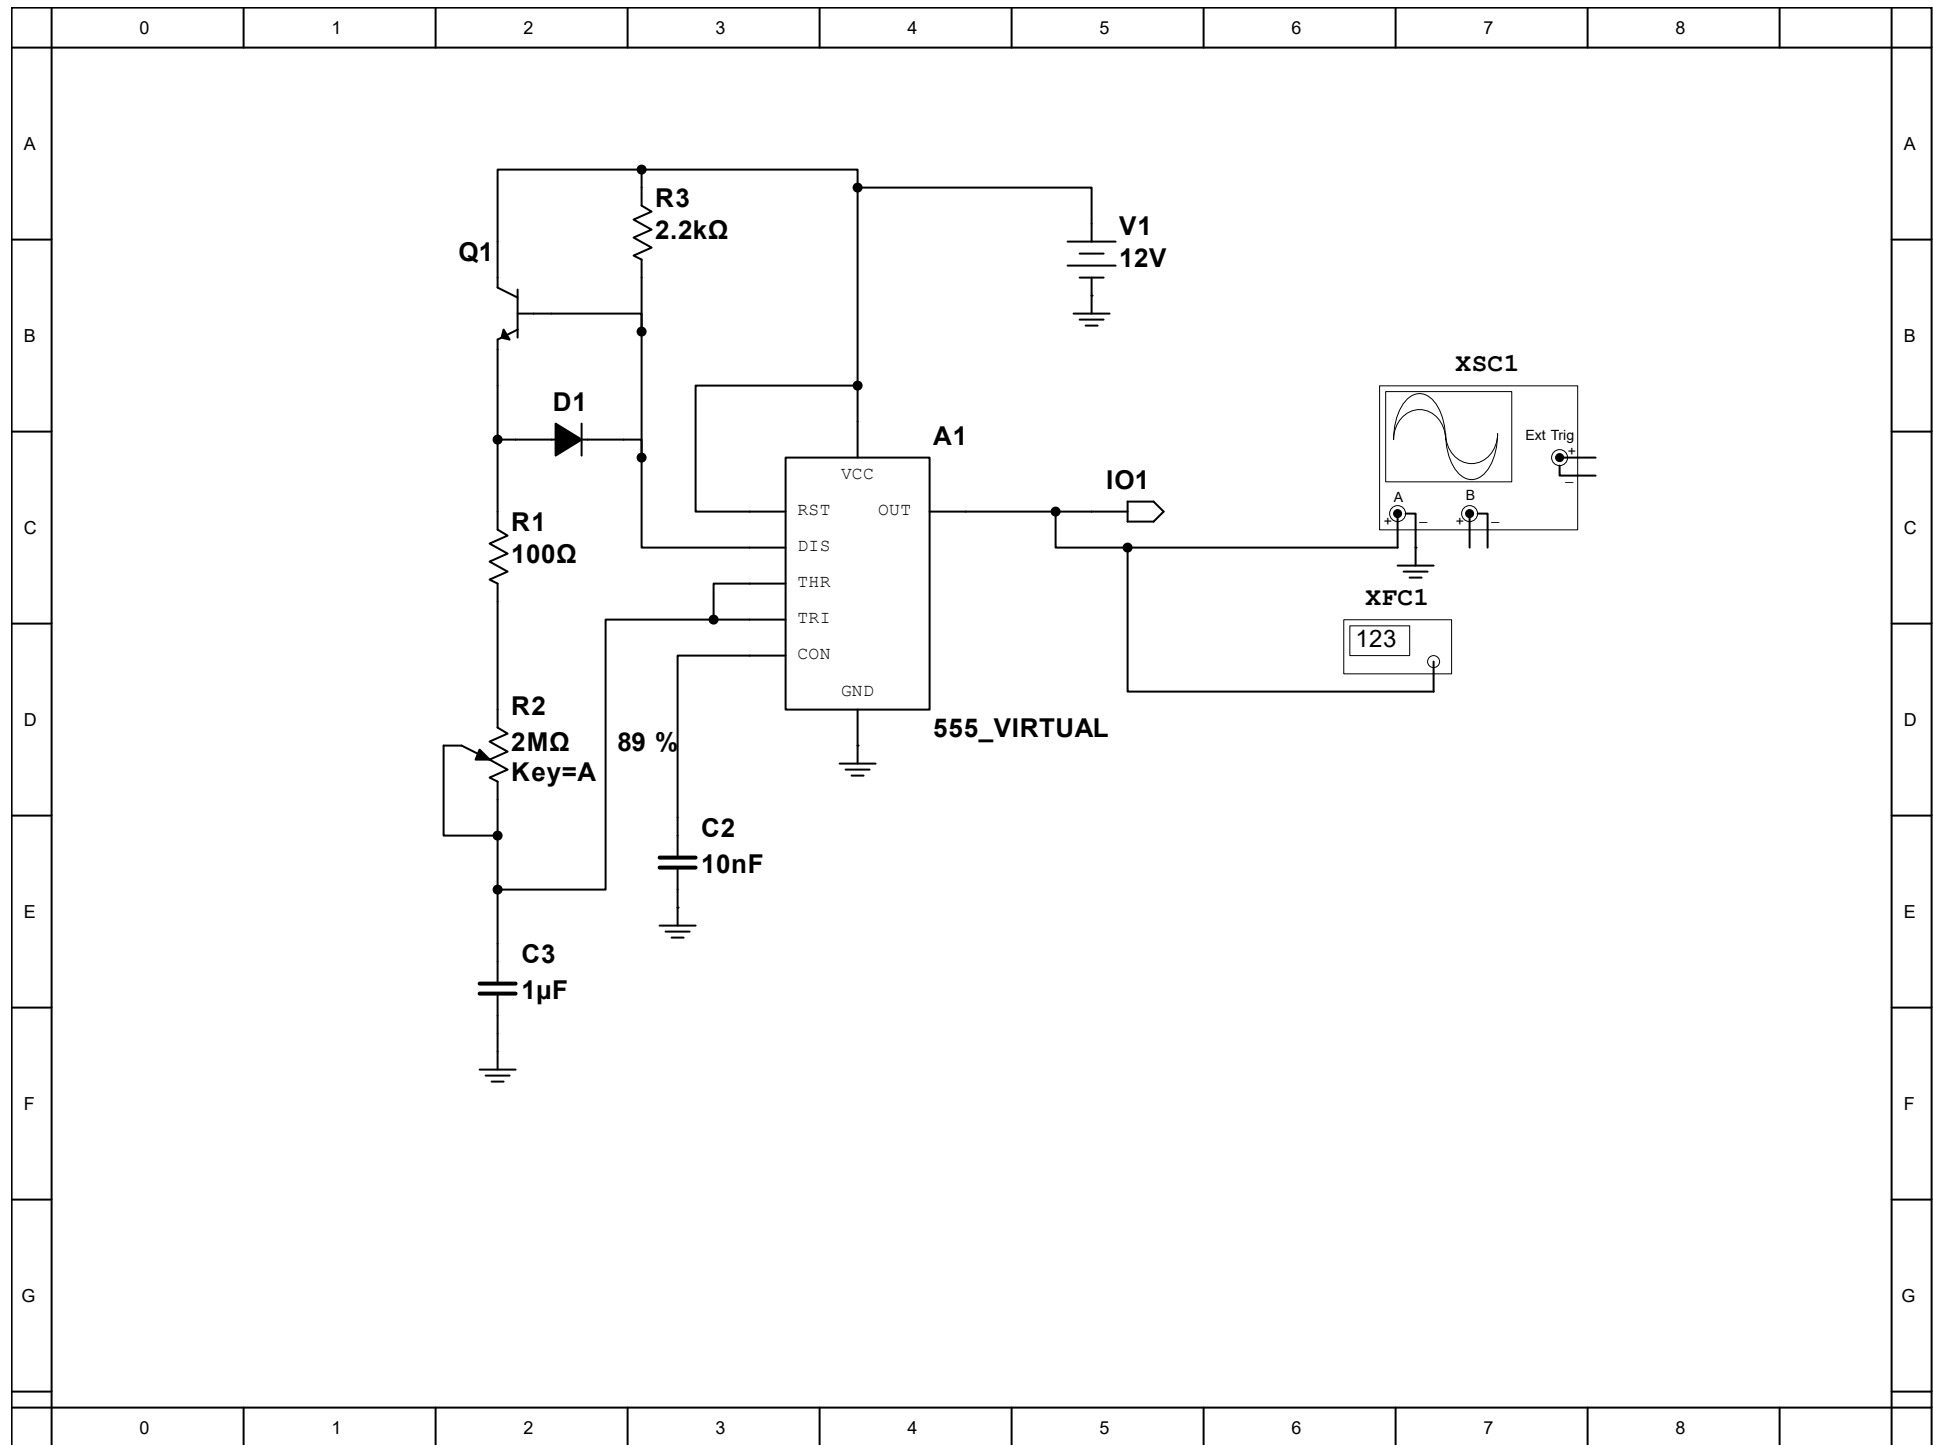 0 1 2 3 4 5 6 7 8
A A
R3
2.2kΩ
V1
12V
Q1
B B
XSC1
D1
Ext Trig
+
A1
VCC
IO1
_
A B
+ _ + _
RST OUT
C C
R1
100Ω
DIS
THR
XFC1
TRI
123
CON
GND
R2
2MΩ
Key=A
89 %
D D
555_VIRTUAL
C2
10nF
E E
C3
1µF
F F
G G
0 1 2 3 4 5 6 7 8